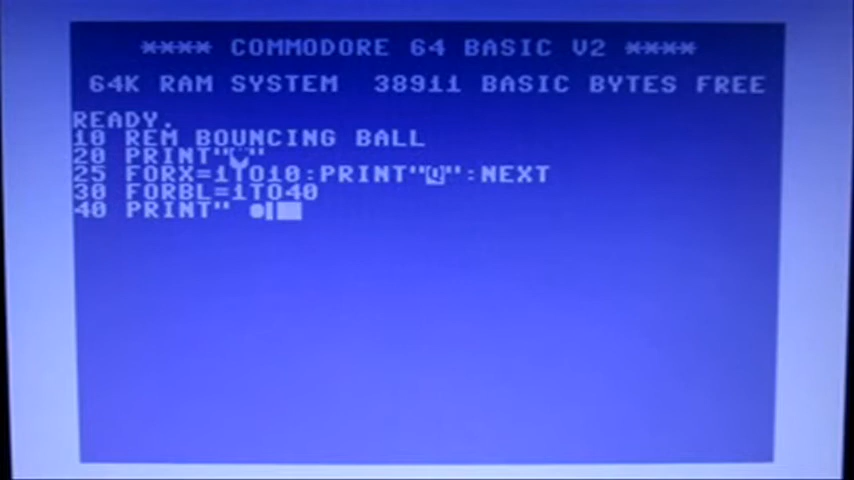 **** COMMODORE 64 BASIC V2 ****
64K RAM SYSTEM 38911 BASIC BYTES FREE
READY.
10 REM BOUNCING BALL
20 PRINT"♥"
25 FORX=1TO10:PRINT"Q":NEXT
30 FORBL=1TO40
40 PRINT" ●